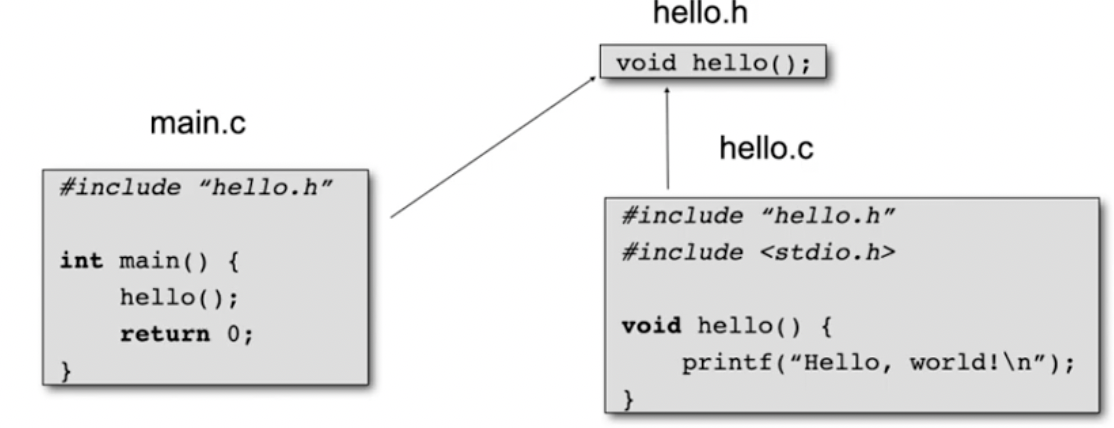 hello.h
void hello();
main.c
#include “hello.h”
int main() {
    hello();
    return 0;
}
hello.c
#include “hello.h”
#include <stdio.h>
void hello() {
    printf(“Hello, world!\n”);
}